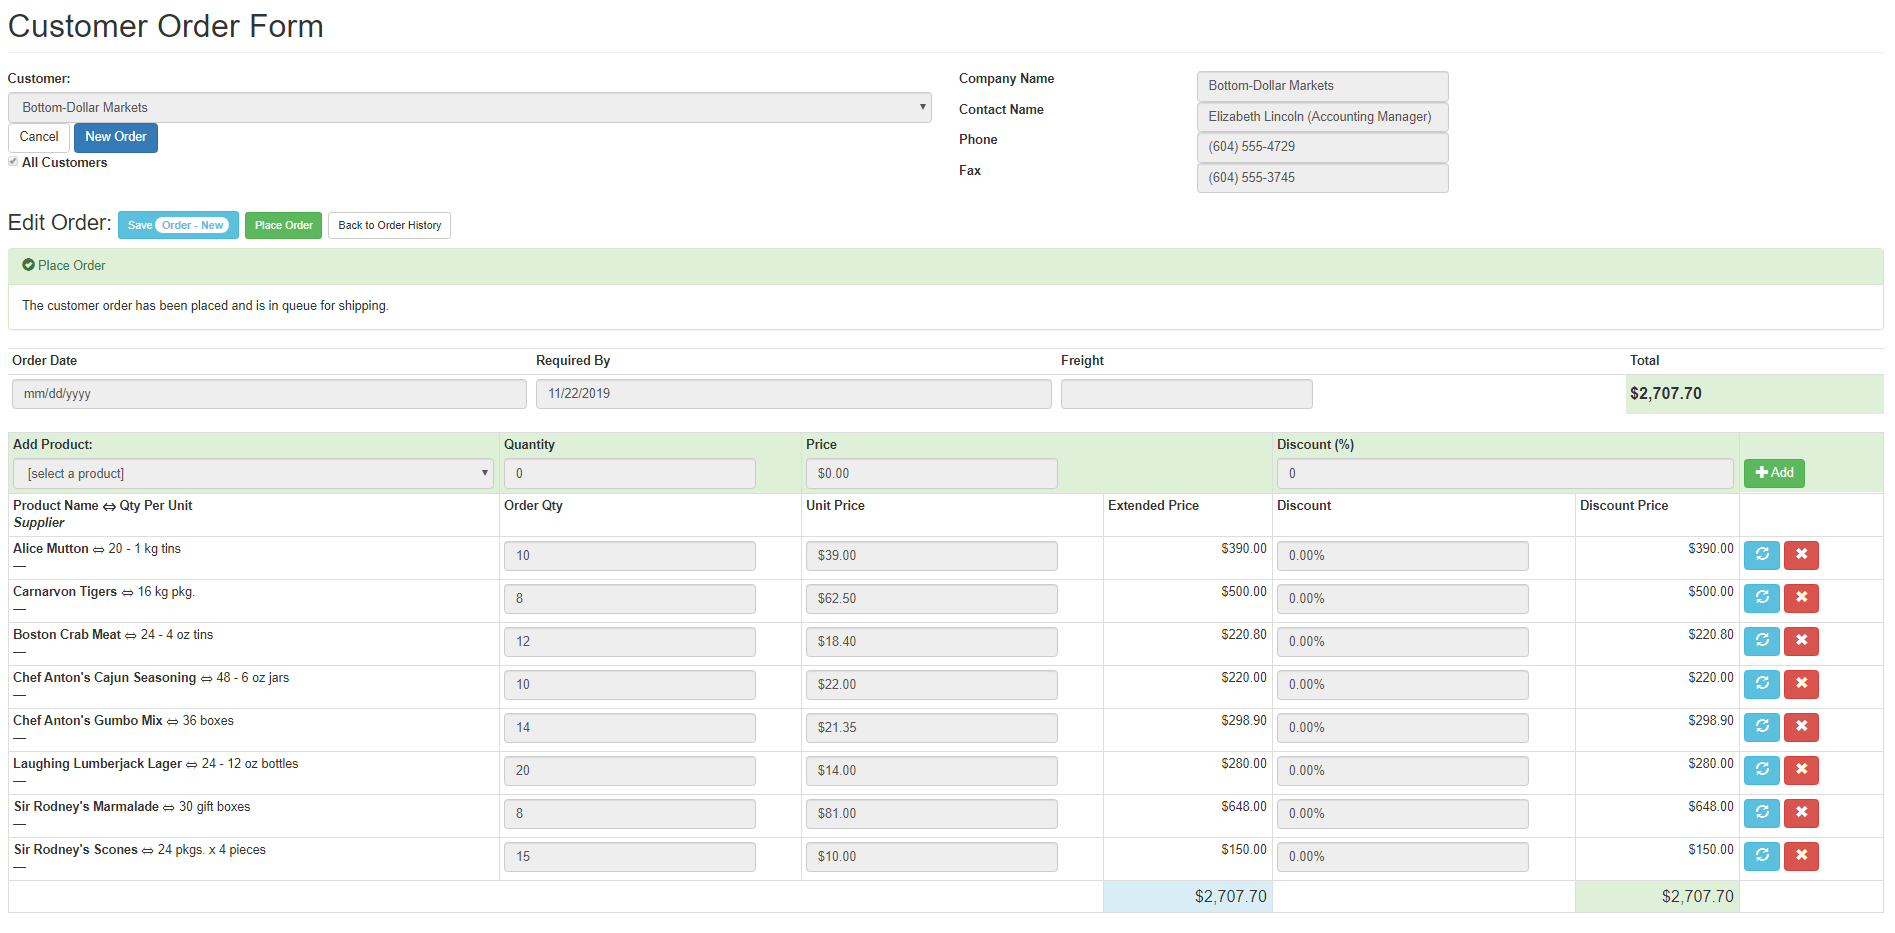 Customer Order Form
Customer:
Bottom-Dollar Markets
Cancel New Order
All Customers
Company Name Bottom-Dollar Markets
Contact Name Elizabeth Lincoln (Accounting Manager)
Phone (604) 555-4729
Fax (604) 555-3745
Edit Order: Save Order - New Place Order Back to Order History
Place Order
The customer order has been placed and is in queue for shipping.
Order Date Required By Freight Total
mm/dd/yyyy 11/22/2019 $2,707.70
Add Product: Quantity Price Discount (%)
[select a product] 0 $0.00 0 Add
Product Name ⇔ Qty Per Unit Order Qty Unit Price Extended Price Discount Discount Price
Supplier
Alice Mutton ⇔ 20 - 1 kg tins 10 $39.00 $390.00 0.00% $390.00
—
Carnarvon Tigers ⇔ 16 kg pkg. 8 $62.50 $500.00 0.00% $500.00
—
Boston Crab Meat ⇔ 24 - 4 oz tins 12 $18.40 $220.80 0.00% $220.80
—
Chef Anton's Cajun Seasoning ⇔ 48 - 6 oz jars 10 $22.00 $220.00 0.00% $220.00
—
Chef Anton's Gumbo Mix ⇔ 36 boxes 14 $21.35 $298.90 0.00% $298.90
—
Laughing Lumberjack Lager ⇔ 24 - 12 oz bottles 20 $14.00 $280.00 0.00% $280.00
—
Sir Rodney's Marmalade ⇔ 30 gift boxes 8 $81.00 $648.00 0.00% $648.00
—
Sir Rodney's Scones ⇔ 24 pkgs. x 4 pieces 15 $10.00 $150.00 0.00% $150.00
—
$2,707.70 $2,707.70